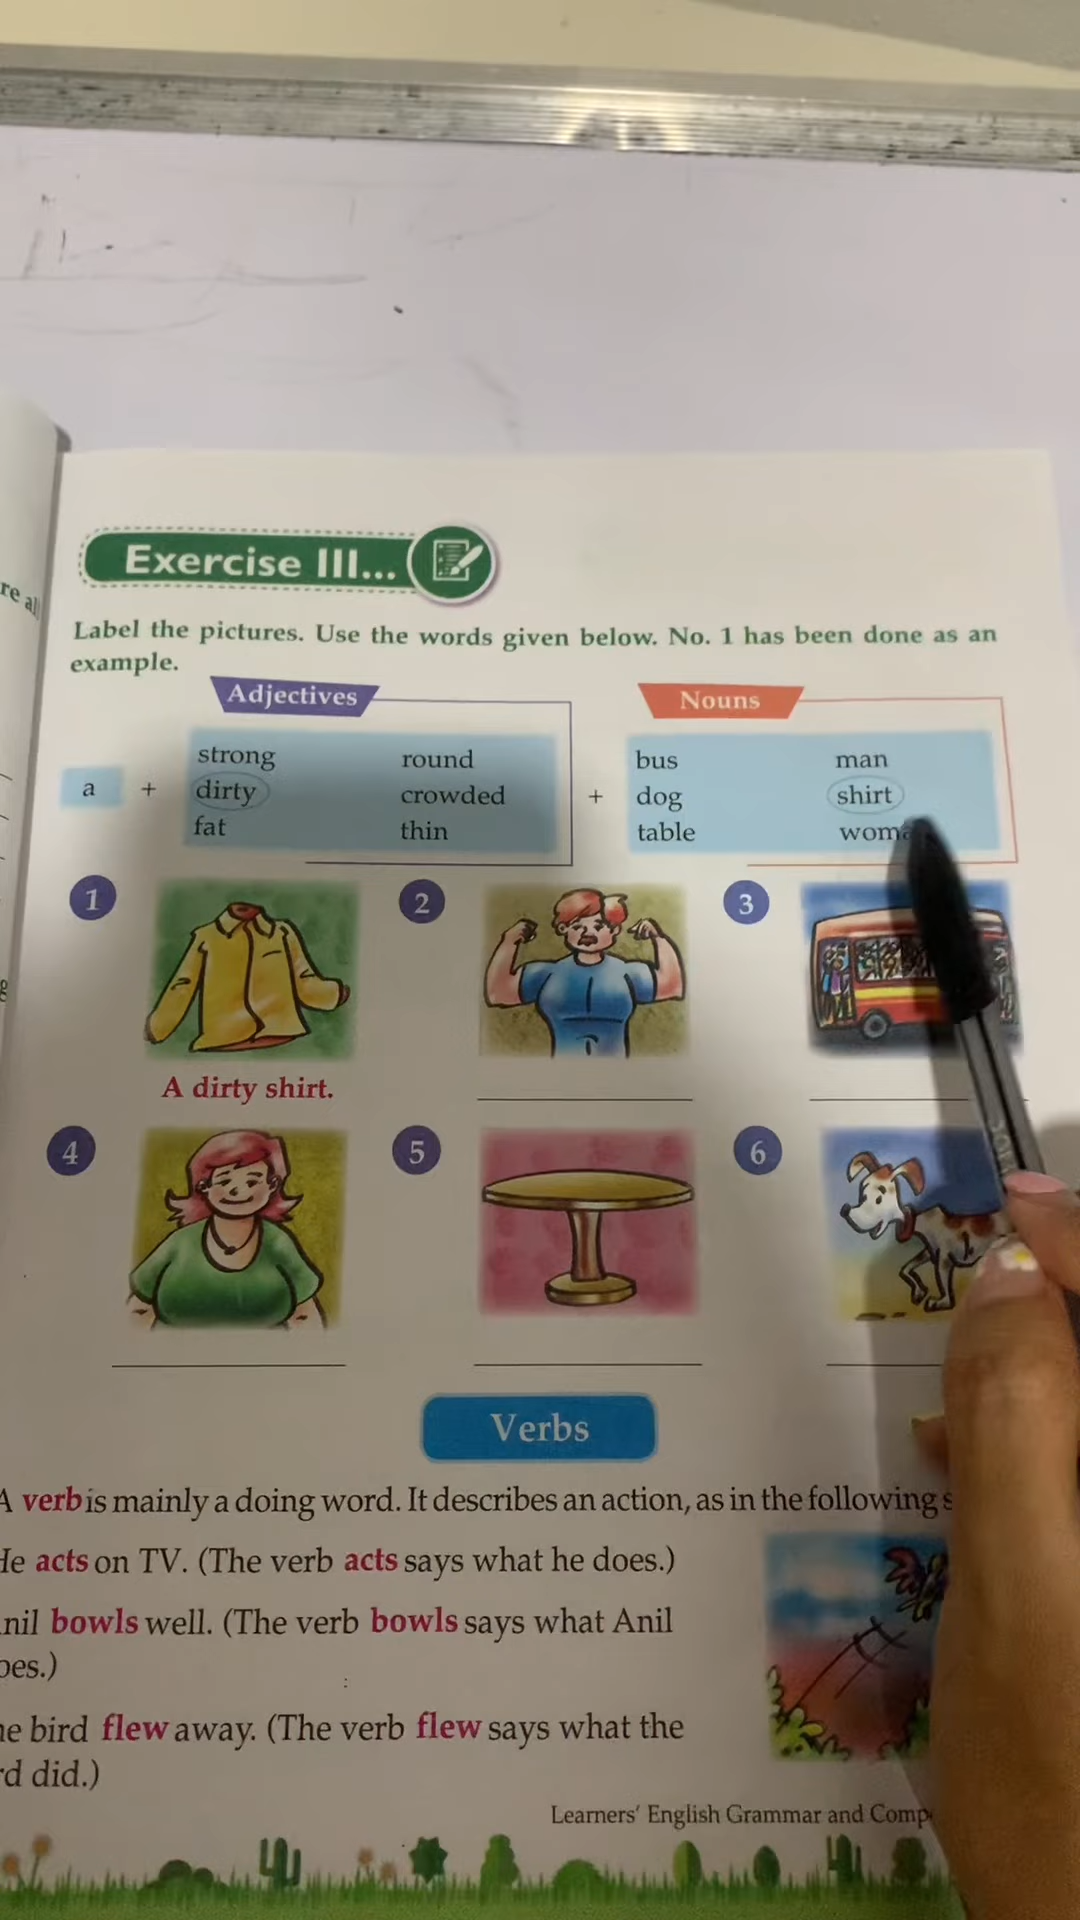 re al
Exercise III...
Label the pictures. Use the words given below. No. 1 has been done as an
example.
Adjectives
Nouns
a + strong round + bus man
dirty crowded dog shirt
fat thin table
1 2 3
A dirty shirt.
4 5 6
Verbs
A verb is mainly a doing word. It describes an action, as in the following
acts on TV. (The verb acts says what he does.)
bowls well. (The verb bowls says what Anil
bird flew away. (The verb flew says what the
did.)
Learners' English Grammar and